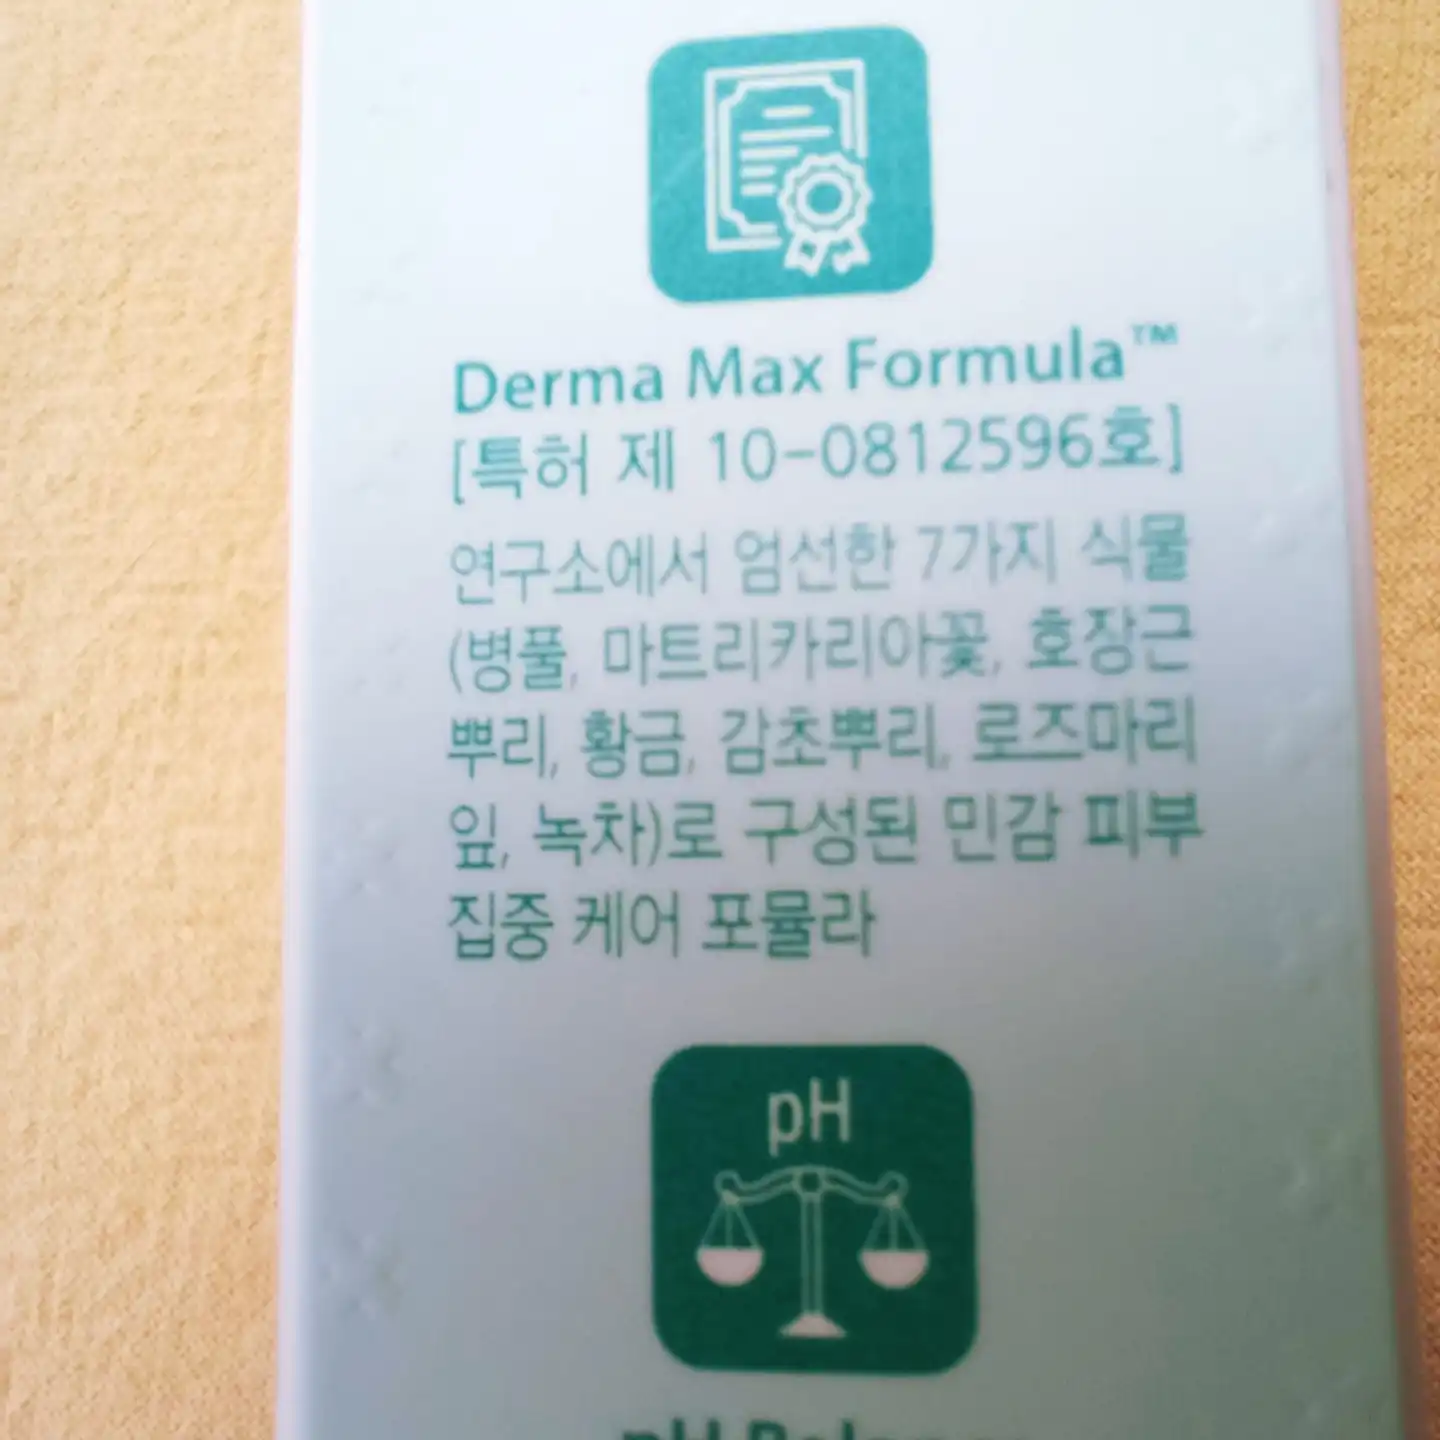 Derma Max Formula™
[특허 제 10-0812596호]
연구소에서 엄선한 7가지 식물
(병풀, 마트리카리아꽃, 호장근
뿌리, 황금, 감초뿌리, 로즈마리
잎, 녹차)로 구성된 민감 피부
집중 케어 포뮬라
pH
pH